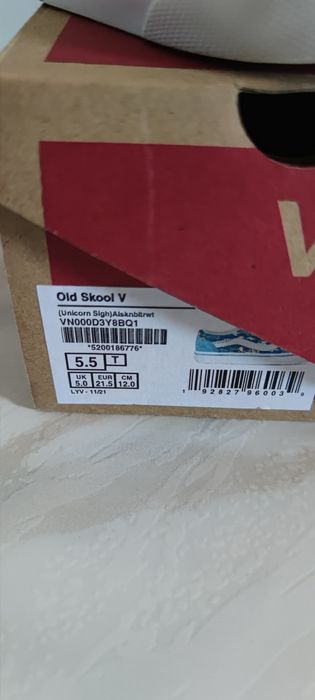 V
Old Skool V
(Unicorn Sigh)Alsknbltrwt
VN000D3Y8BQ1
*5200186776*
5.5 T
UK EUR CM
5.0 21.5 12.0
LYV - 11/21
1 92827 96003 9